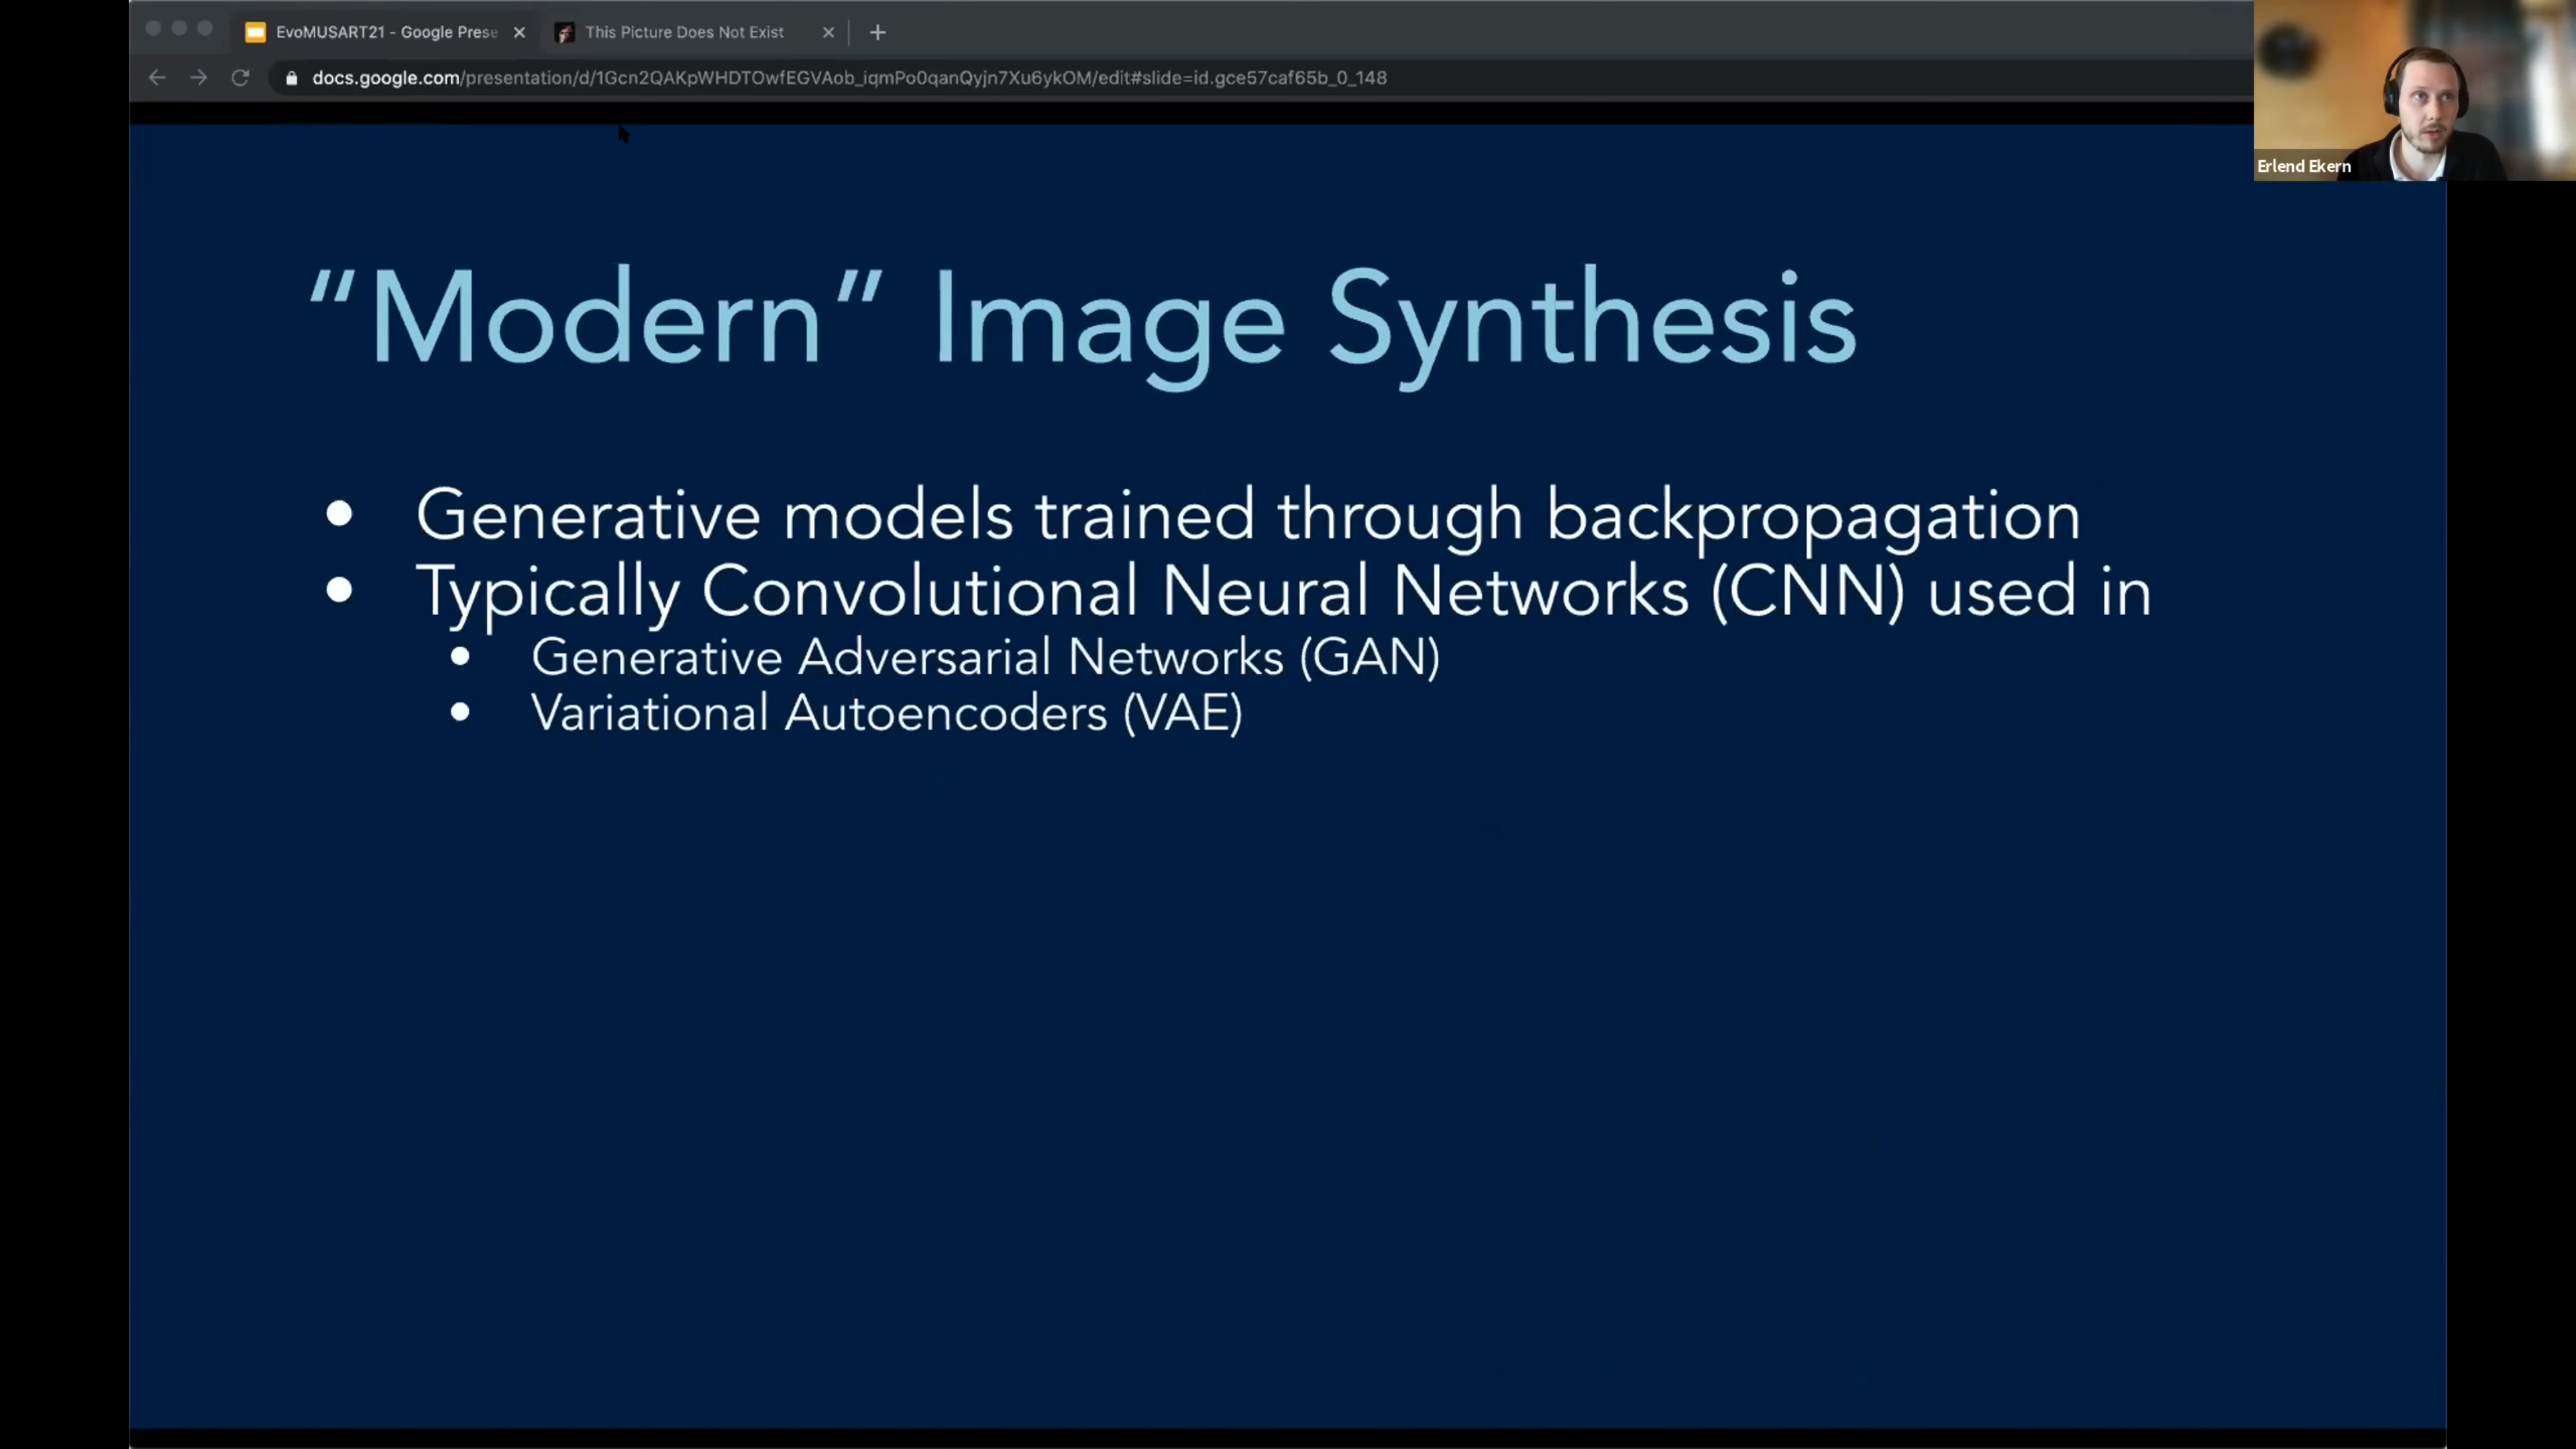 EvoMUSART21 - Google Prese
This Picture Does Not Exist
docs.google.com/presentation/d/1Gcn2QAKpWHDTOwfEGVAob_iqmPo0qanQyjn7Xu6ykOM/edit#slide=id.gce57caf65b_0_148
Erlend Ekern
“Modern” Image Synthesis
● Generative models trained through backpropagation
● Typically Convolutional Neural Networks (CNN) used in
● Generative Adversarial Networks (GAN)
● Variational Autoencoders (VAE)